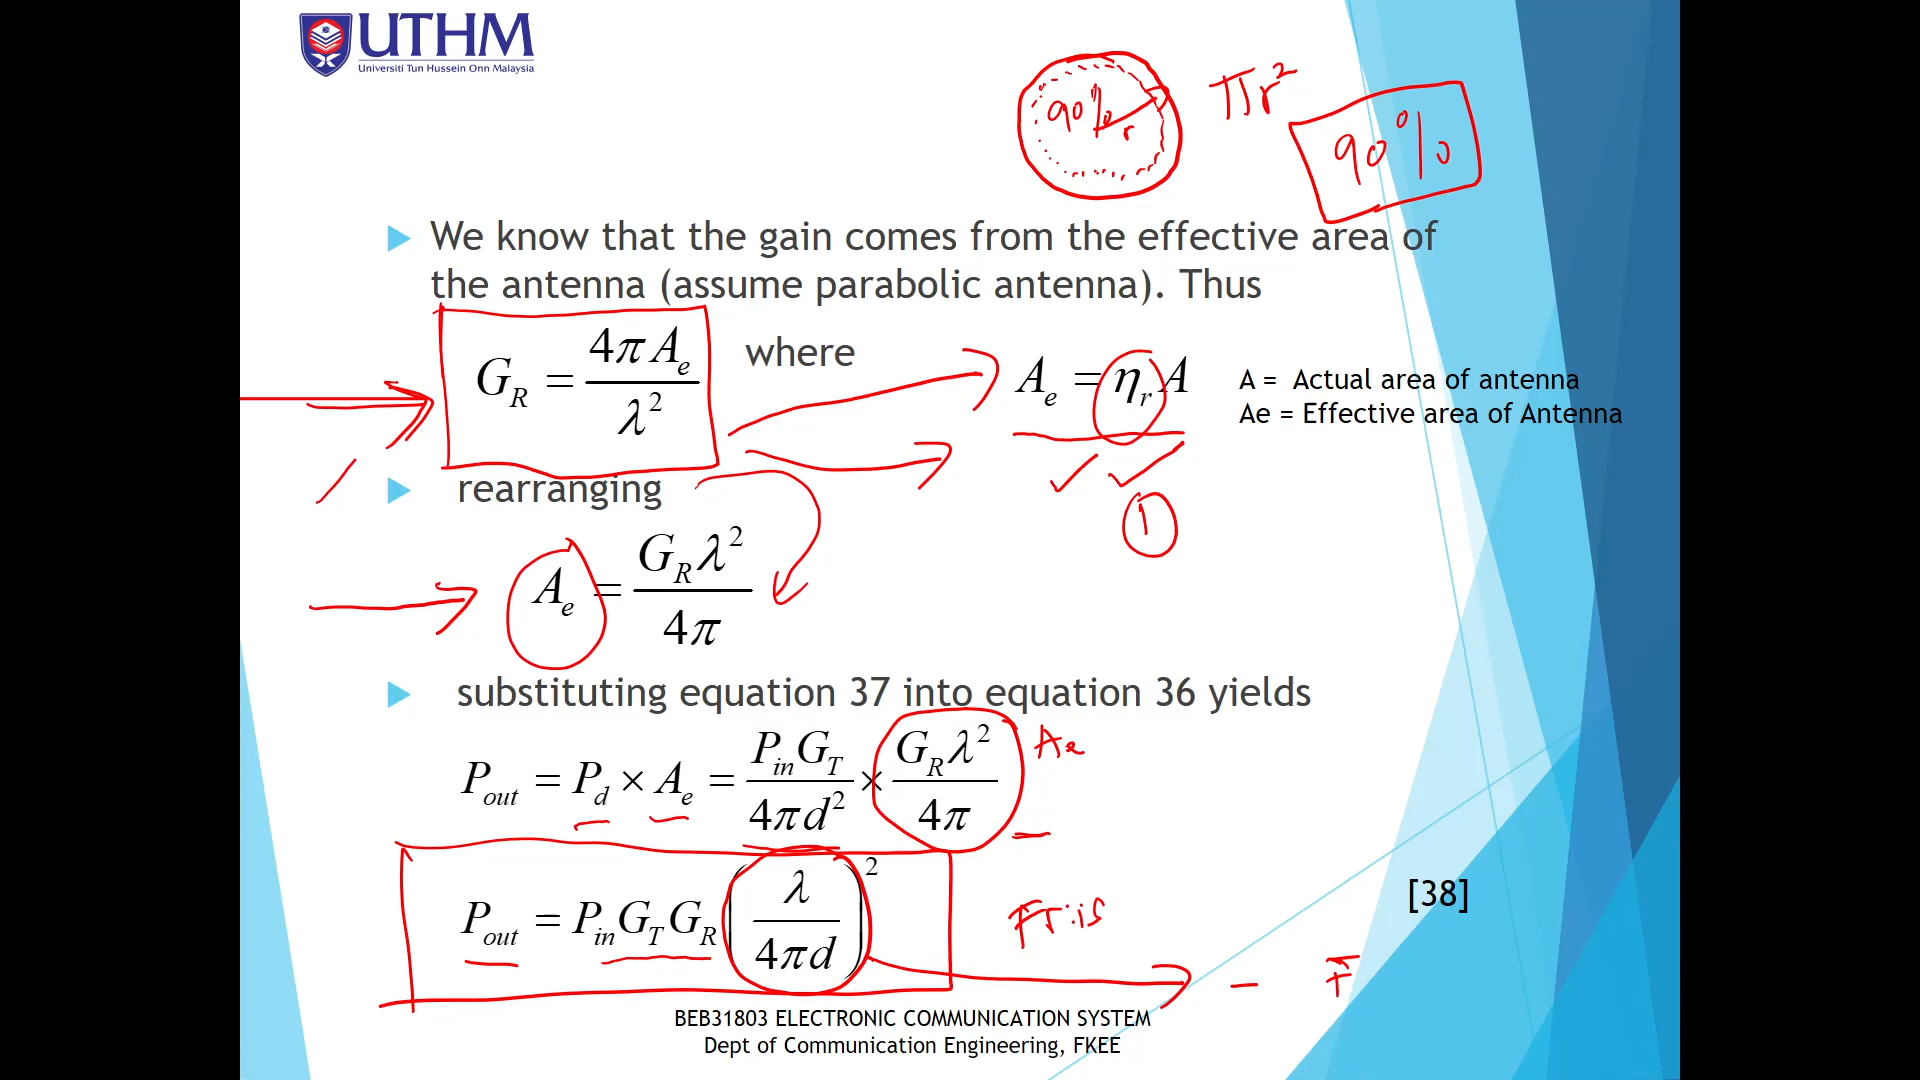 UTHM
Universiti Tun Hussein Onn Malaysia
90% r πr²
90%
We know that the gain comes from the effective area of
the antenna (assume parabolic antenna). Thus
G_R = 4πA_e / λ² where A_e = η_r A
A = Actual area of antenna
Ae = Effective area of Antenna
1
rearranging
A_e = G_R λ² / 4π
substituting equation 37 into equation 36 yields
P_out = P_d × A_e = P_in G_T / 4πd² × G_R λ² / 4π Ae
P_out = P_in G_T G_R (λ / 4πd)² Friis [38]
BEB31803 ELECTRONIC COMMUNICATION SYSTEM
Dept of Communication Engineering, FKEE